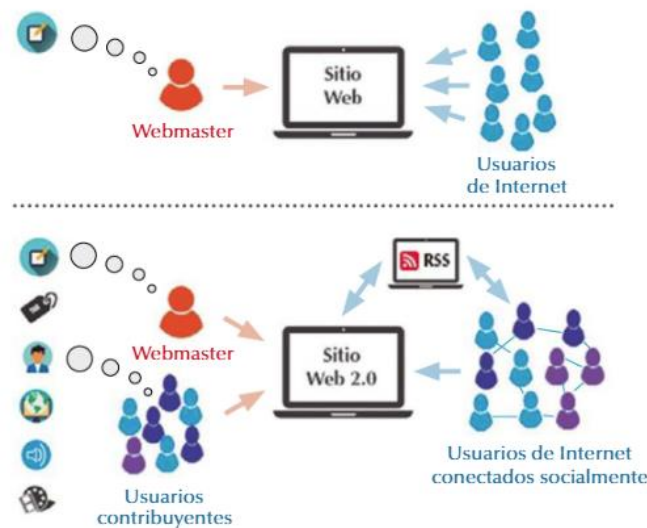 Sitio
Web
Webmaster
Usuarios
de Internet
RSS
Webmaster
Sitio
Web 2.0
Usuarios
contribuyentes
Usuarios de Internet
conectados socialmente